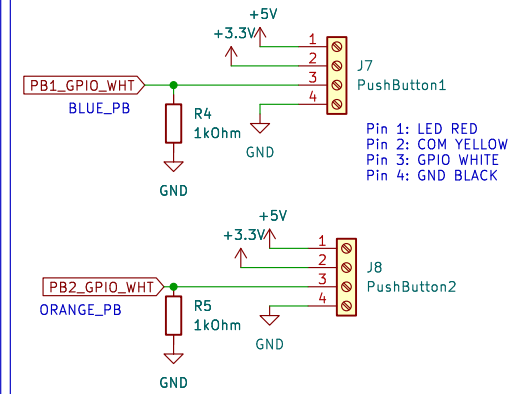 +5V
+3.3V
1
2
3
4
J7
PushButton1
PB1_GPIO_WHT
BLUE_PB
R4
1kOhm
GND
GND
Pin 1: LED RED
Pin 2: COM YELLOW
Pin 3: GPIO WHITE
Pin 4: GND BLACK
+5V
+3.3V
1
2
3
4
J8
PushButton2
PB2_GPIO_WHT
ORANGE_PB
R5
1kOhm
GND
GND